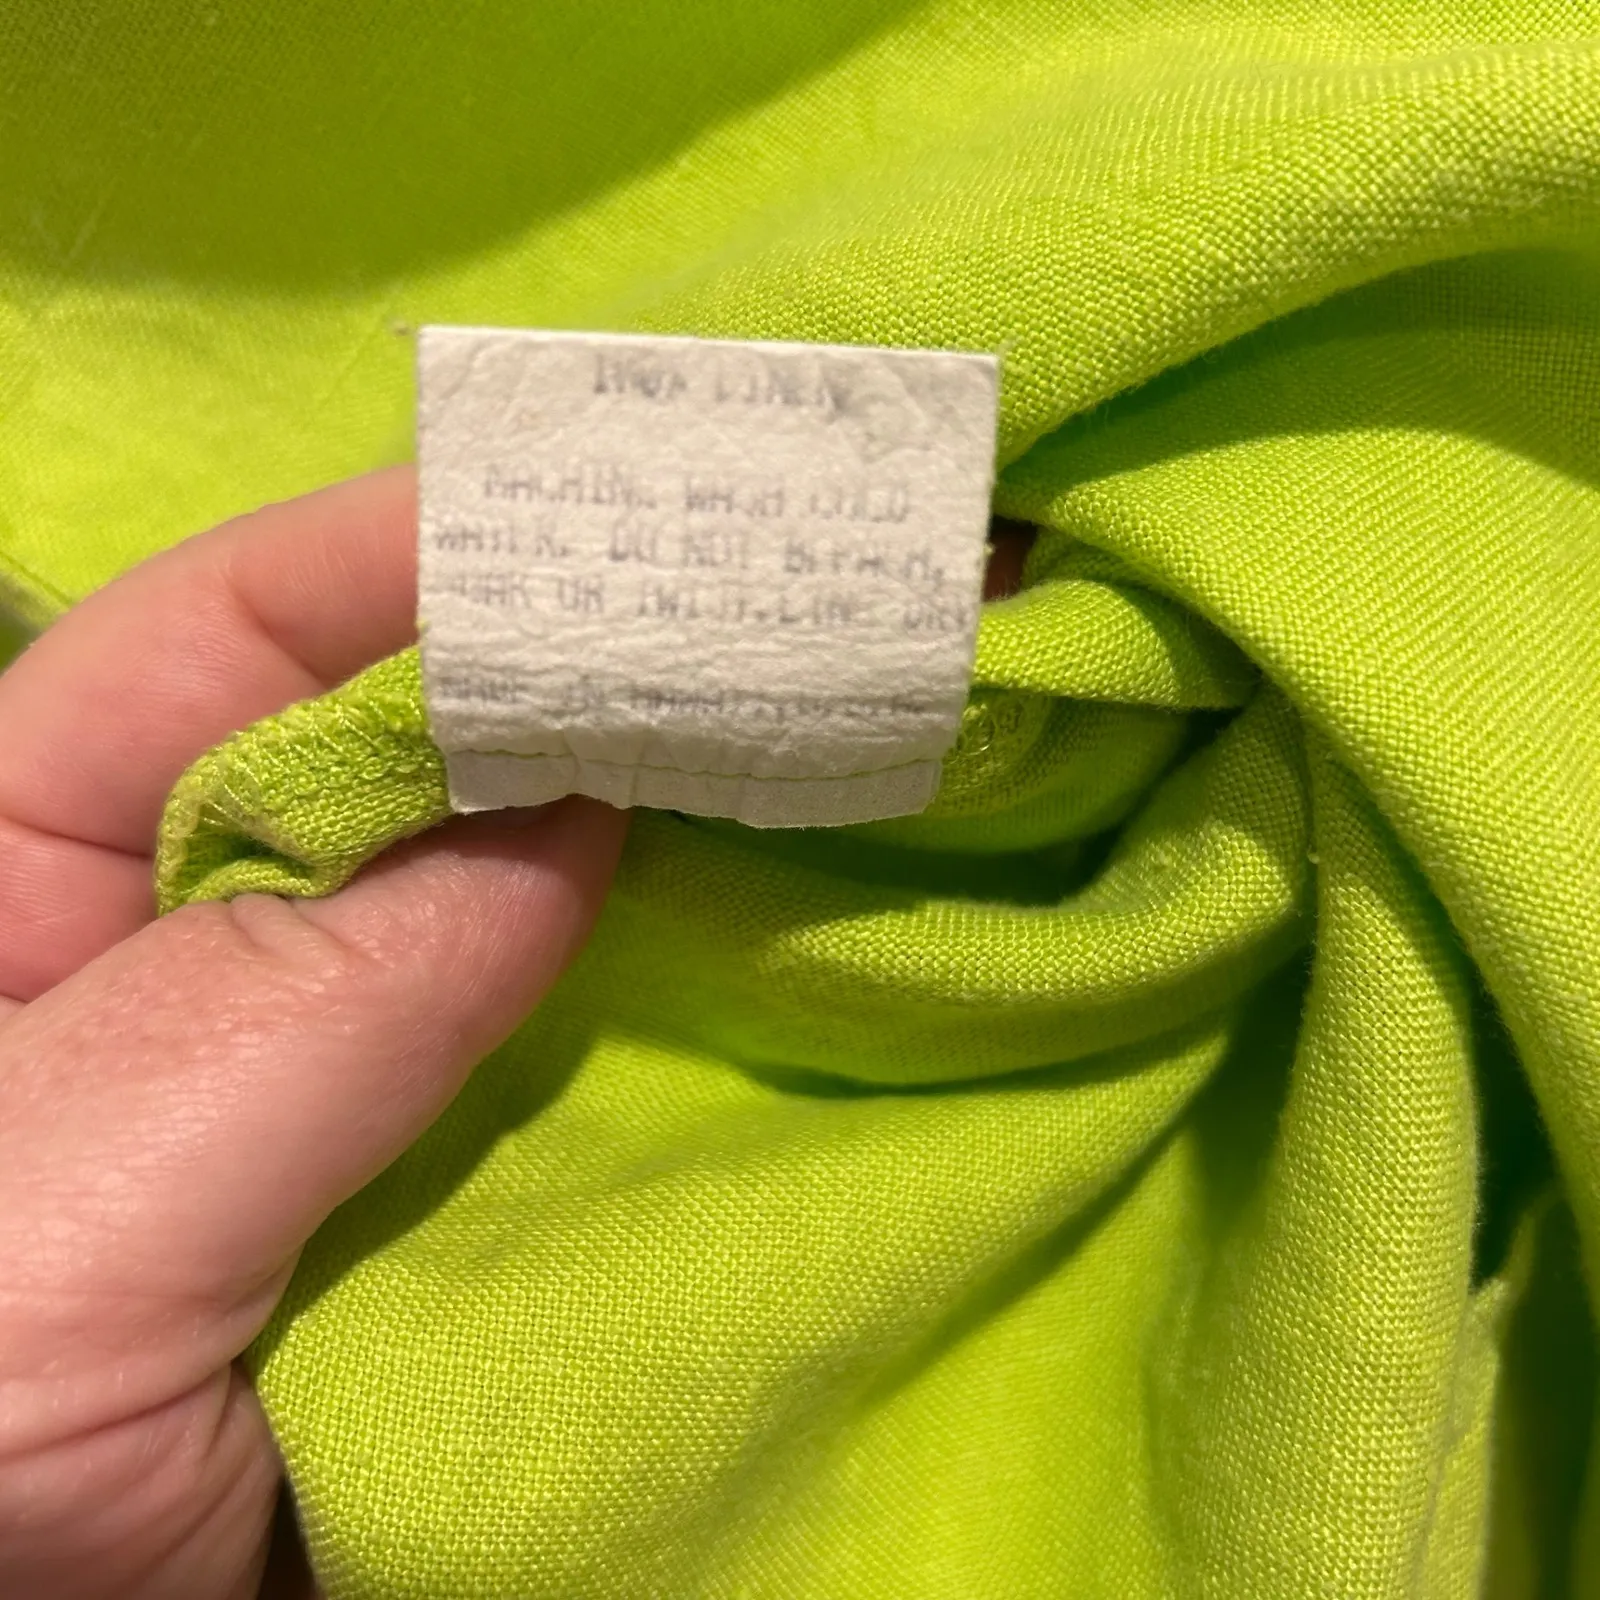 100% LINEN
MACHINE WASH COLD
WATER. DO NOT BLEACH,
SOAK OR TWIST. LINE DRY
MADE IN